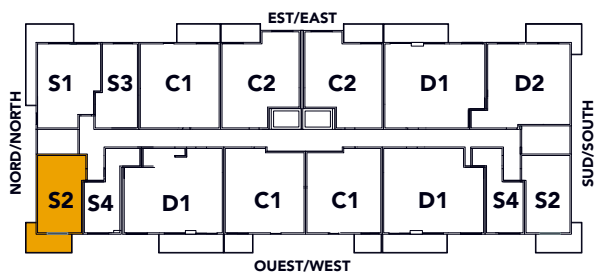 EST/EAST
NORD/NORTH
S1 S3 C1 C2 C2 D1 D2
SUD/SOUTH
S2 S4 D1 C1 C1 D1 S4 S2
OUEST/WEST